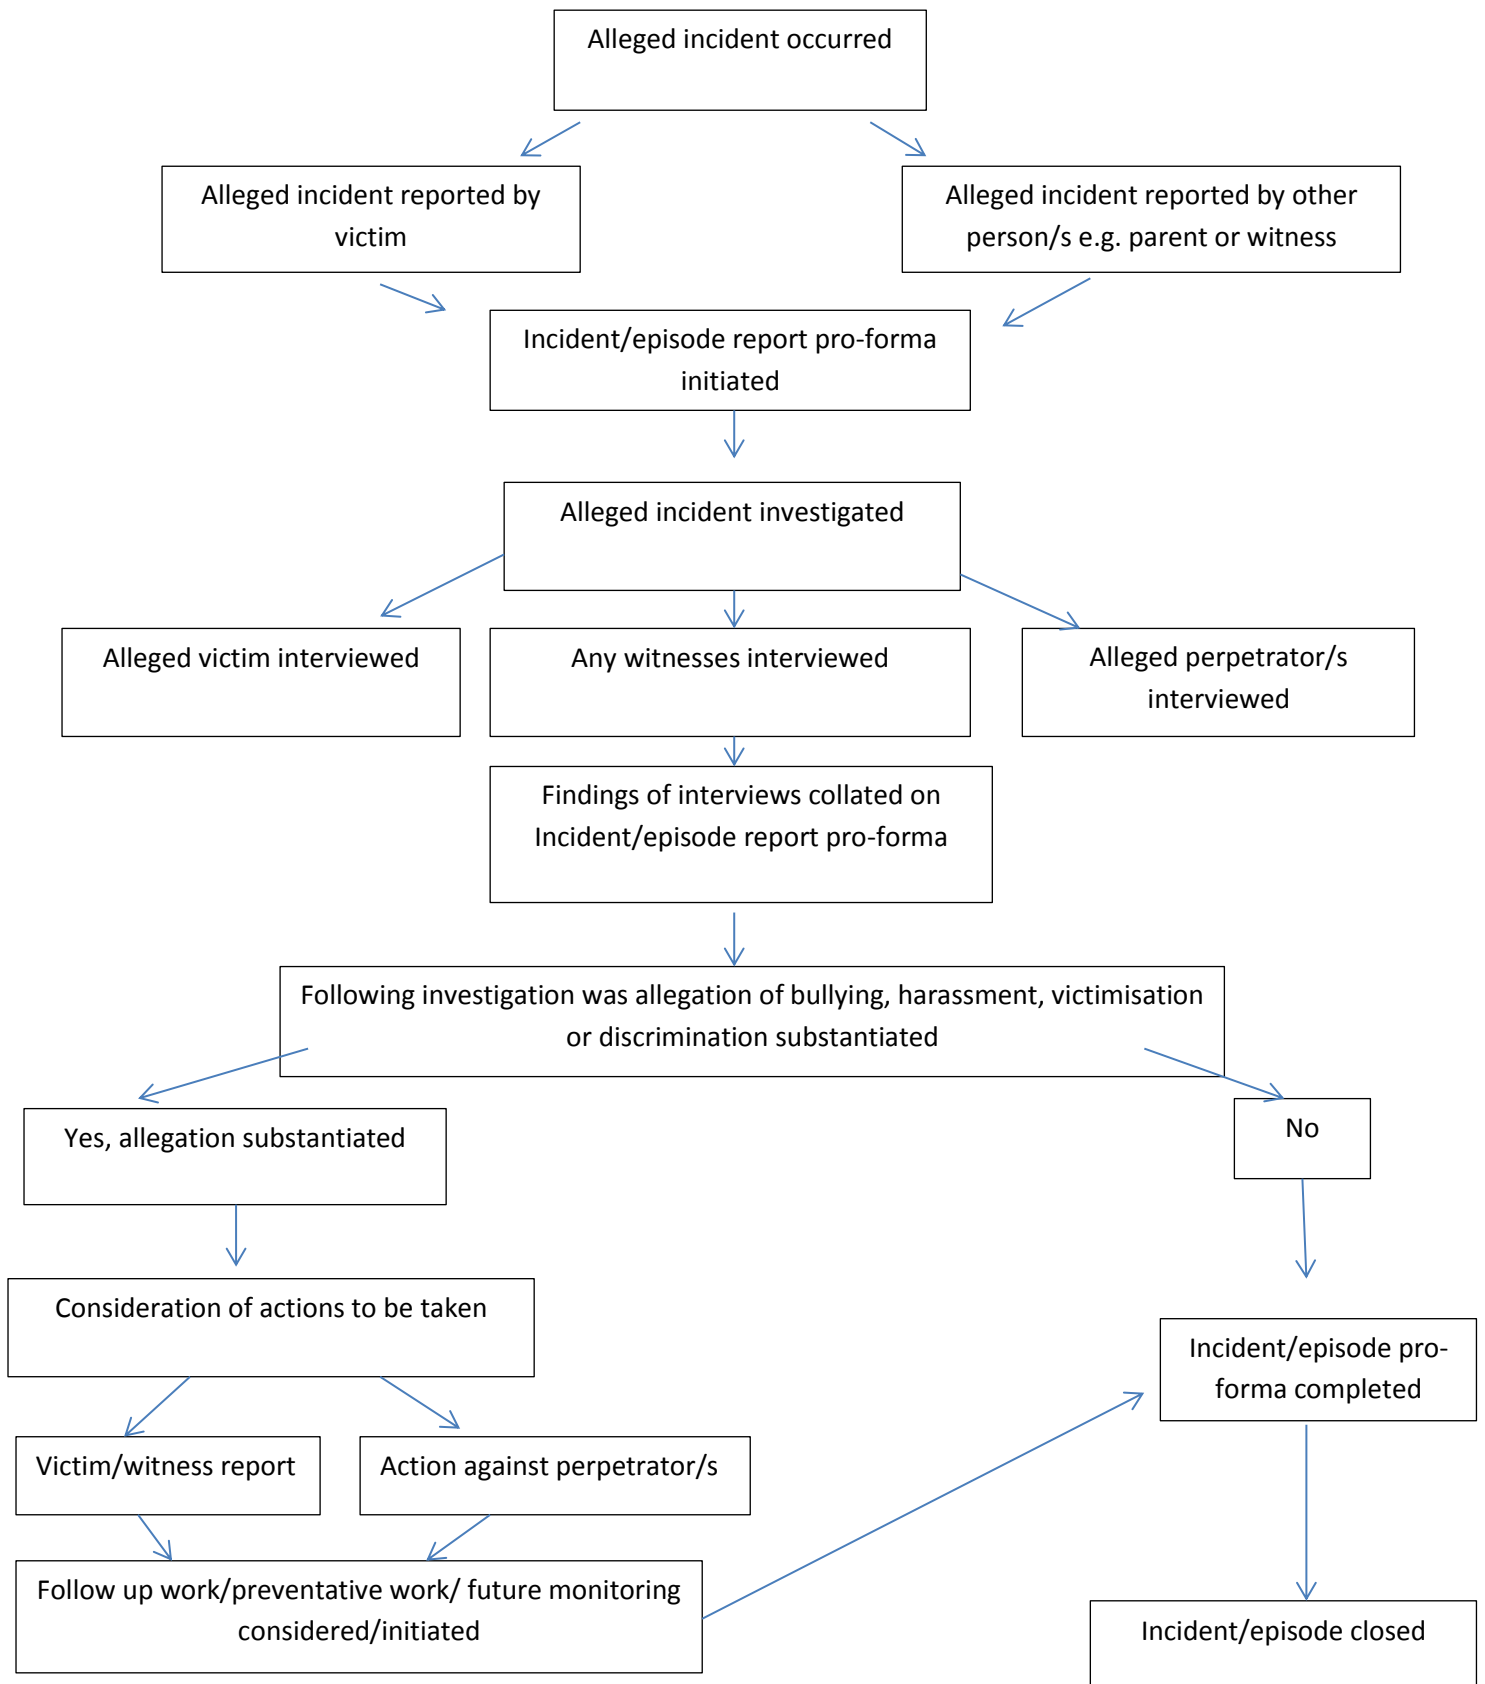 Alleged incident occurred
Alleged incident reported by
victim
Alleged incident reported by other
person/s e.g. parent or witness
Incident/episode report pro-forma
initiated
Alleged incident investigated
Alleged victim interviewed
Any witnesses interviewed
Alleged perpetrator/s
interviewed
Findings of interviews collated on
Incident/episode report pro-forma
Following investigation was allegation of bullying, harassment, victimisation
or discrimination substantiated
Yes, allegation substantiated
No
Consideration of actions to be taken
Incident/episode pro-
forma completed
Victim/witness report
Action against perpetrator/s
Follow up work/preventative work/ future monitoring
considered/initiated
Incident/episode closed